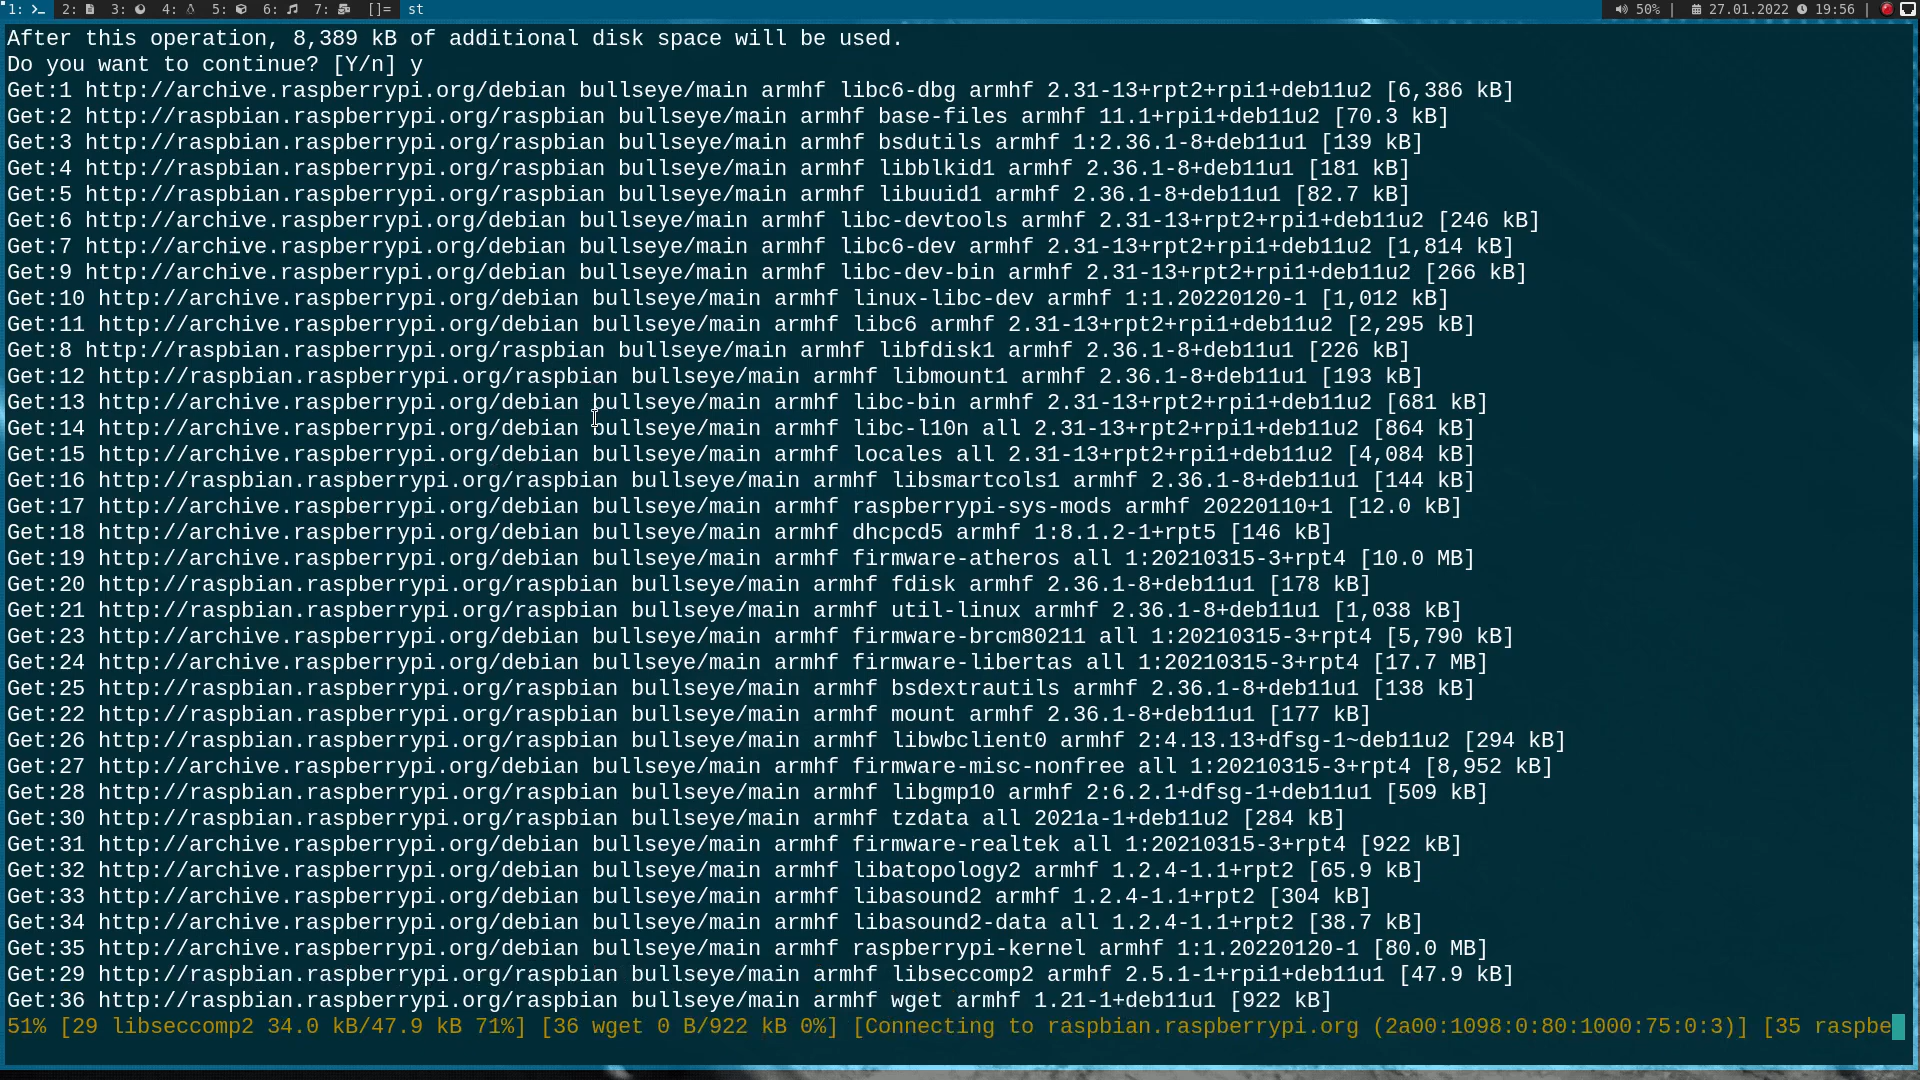 1: 2: 3: 4: 5: 6: 7: []= st 50% | 27.01.2022 19:56 |
After this operation, 8,389 kB of additional disk space will be used.
Do you want to continue? [Y/n] y
Get:1 http://archive.raspberrypi.org/debian bullseye/main armhf libc6-dbg armhf 2.31-13+rpt2+rpi1+deb11u2 [6,386 kB]
Get:2 http://raspbian.raspberrypi.org/raspbian bullseye/main armhf base-files armhf 11.1+rpi1+deb11u2 [70.3 kB]
Get:3 http://raspbian.raspberrypi.org/raspbian bullseye/main armhf bsdutils armhf 1:2.36.1-8+deb11u1 [139 kB]
Get:4 http://raspbian.raspberrypi.org/raspbian bullseye/main armhf libblkid1 armhf 2.36.1-8+deb11u1 [181 kB]
Get:5 http://raspbian.raspberrypi.org/raspbian bullseye/main armhf libuuid1 armhf 2.36.1-8+deb11u1 [82.7 kB]
Get:6 http://archive.raspberrypi.org/debian bullseye/main armhf libc-devtools armhf 2.31-13+rpt2+rpi1+deb11u2 [246 kB]
Get:7 http://archive.raspberrypi.org/debian bullseye/main armhf libc6-dev armhf 2.31-13+rpt2+rpi1+deb11u2 [1,814 kB]
Get:9 http://archive.raspberrypi.org/debian bullseye/main armhf libc-dev-bin armhf 2.31-13+rpt2+rpi1+deb11u2 [266 kB]
Get:10 http://archive.raspberrypi.org/debian bullseye/main armhf linux-libc-dev armhf 1:1.20220120-1 [1,012 kB]
Get:11 http://archive.raspberrypi.org/debian bullseye/main armhf libc6 armhf 2.31-13+rpt2+rpi1+deb11u2 [2,295 kB]
Get:8 http://raspbian.raspberrypi.org/raspbian bullseye/main armhf libfdisk1 armhf 2.36.1-8+deb11u1 [226 kB]
Get:12 http://raspbian.raspberrypi.org/raspbian bullseye/main armhf libmount1 armhf 2.36.1-8+deb11u1 [193 kB]
Get:13 http://archive.raspberrypi.org/debian bullseye/main armhf libc-bin armhf 2.31-13+rpt2+rpi1+deb11u2 [681 kB]
Get:14 http://archive.raspberrypi.org/debian bullseye/main armhf libc-l10n all 2.31-13+rpt2+rpi1+deb11u2 [864 kB]
Get:15 http://archive.raspberrypi.org/debian bullseye/main armhf locales all 2.31-13+rpt2+rpi1+deb11u2 [4,084 kB]
Get:16 http://raspbian.raspberrypi.org/raspbian bullseye/main armhf libsmartcols1 armhf 2.36.1-8+deb11u1 [144 kB]
Get:17 http://archive.raspberrypi.org/debian bullseye/main armhf raspberrypi-sys-mods armhf 20220110+1 [12.0 kB]
Get:18 http://archive.raspberrypi.org/debian bullseye/main armhf dhcpcd5 armhf 1:8.1.2-1+rpt5 [146 kB]
Get:19 http://archive.raspberrypi.org/debian bullseye/main armhf firmware-atheros all 1:20210315-3+rpt4 [10.0 MB]
Get:20 http://raspbian.raspberrypi.org/raspbian bullseye/main armhf fdisk armhf 2.36.1-8+deb11u1 [178 kB]
Get:21 http://raspbian.raspberrypi.org/raspbian bullseye/main armhf util-linux armhf 2.36.1-8+deb11u1 [1,038 kB]
Get:23 http://archive.raspberrypi.org/debian bullseye/main armhf firmware-brcm80211 all 1:20210315-3+rpt4 [5,790 kB]
Get:24 http://archive.raspberrypi.org/debian bullseye/main armhf firmware-libertas all 1:20210315-3+rpt4 [17.7 MB]
Get:25 http://raspbian.raspberrypi.org/raspbian bullseye/main armhf bsdextrautils armhf 2.36.1-8+deb11u1 [138 kB]
Get:22 http://raspbian.raspberrypi.org/raspbian bullseye/main armhf mount armhf 2.36.1-8+deb11u1 [177 kB]
Get:26 http://raspbian.raspberrypi.org/raspbian bullseye/main armhf libwbclient0 armhf 2:4.13.13+dfsg-1~deb11u2 [294 kB]
Get:27 http://archive.raspberrypi.org/debian bullseye/main armhf firmware-misc-nonfree all 1:20210315-3+rpt4 [8,952 kB]
Get:28 http://raspbian.raspberrypi.org/raspbian bullseye/main armhf libgmp10 armhf 2:6.2.1+dfsg-1+deb11u1 [509 kB]
Get:30 http://raspbian.raspberrypi.org/raspbian bullseye/main armhf tzdata all 2021a-1+deb11u2 [284 kB]
Get:31 http://archive.raspberrypi.org/debian bullseye/main armhf firmware-realtek all 1:20210315-3+rpt4 [922 kB]
Get:32 http://archive.raspberrypi.org/debian bullseye/main armhf libatopology2 armhf 1.2.4-1.1+rpt2 [65.9 kB]
Get:33 http://archive.raspberrypi.org/debian bullseye/main armhf libasound2 armhf 1.2.4-1.1+rpt2 [304 kB]
Get:34 http://archive.raspberrypi.org/debian bullseye/main armhf libasound2-data all 1.2.4-1.1+rpt2 [38.7 kB]
Get:35 http://archive.raspberrypi.org/debian bullseye/main armhf raspberrypi-kernel armhf 1:1.20220120-1 [80.0 MB]
Get:29 http://raspbian.raspberrypi.org/raspbian bullseye/main armhf libseccomp2 armhf 2.5.1-1+rpi1+deb11u1 [47.9 kB]
Get:36 http://raspbian.raspberrypi.org/raspbian bullseye/main armhf wget armhf 1.21-1+deb11u1 [922 kB]
51% [29 libseccomp2 34.0 kB/47.9 kB 71%] [36 wget 0 B/922 kB 0%] [Connecting to raspbian.raspberrypi.org (2a00:1098:0:80:1000:75:0:3)] [35 raspbe